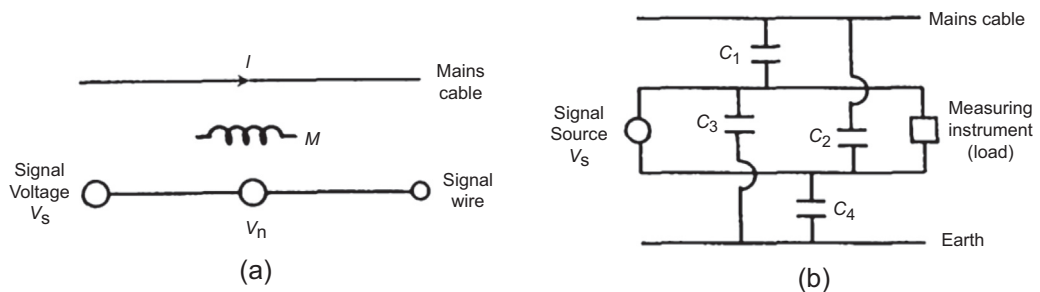 I
Mains
cable
M
Signal
Voltage
Vs
Vn
Signal
wire
(a)
Mains cable
C1
Signal
Source
Vs
C3
C2
Measuring
instrument
(load)
C4
Earth
(b)